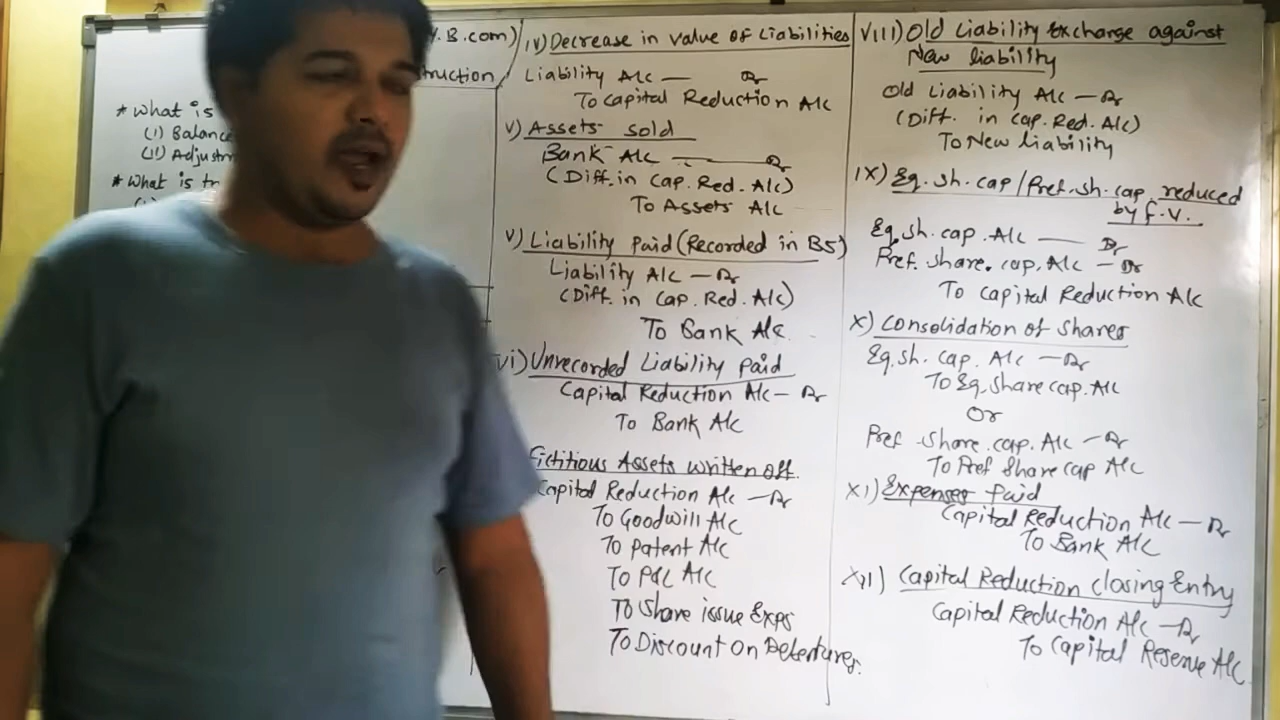 Y.B.com)
truction
* What is
(i) Balance
(ii) Adjustm
* What is tr
iv) Decrease in value of Liabilities
Liability A/c — Dr
To Capital Reduction A/c
v) Assets sold
Bank A/c — Dr
(Diff. in Cap. Red. A/c)
To Assets A/c
v) Liability Paid (Recorded in BS)
Liability A/c — Dr
(Diff. in Cap. Red. A/c)
To Bank A/c
vi) Unrecorded Liability Paid
Capital Reduction A/c — Dr
To Bank A/c
Fictitious Assets written off
Capital Reduction A/c — Dr
To Goodwill A/c
To Patent A/c
To P&L A/c
To Share issue Exps
To Discount on Debentures.
VIII) Old Liability Exchange against
New liability
Old Liability A/c — Dr
(Diff. in Cap. Red. A/c)
To New liability
IX) Eq. sh. cap / Pref. sh. cap reduced
by F.V.
Eq. sh. cap. A/c — Dr
Pref. share. cap. A/c — Dr
To Capital Reduction A/c
X) Consolidation of Shares
Eq. sh. cap. A/c — Dr
To Eq. share cap. A/c
Or
Pref share. cap. A/c — Dr
To Pref share cap A/c
XI) Expenses Paid
Capital Reduction A/c — Dr
To Bank A/c
XII) Capital Reduction closing Entry
Capital Reduction A/c — Dr
To Capital Reserve A/c